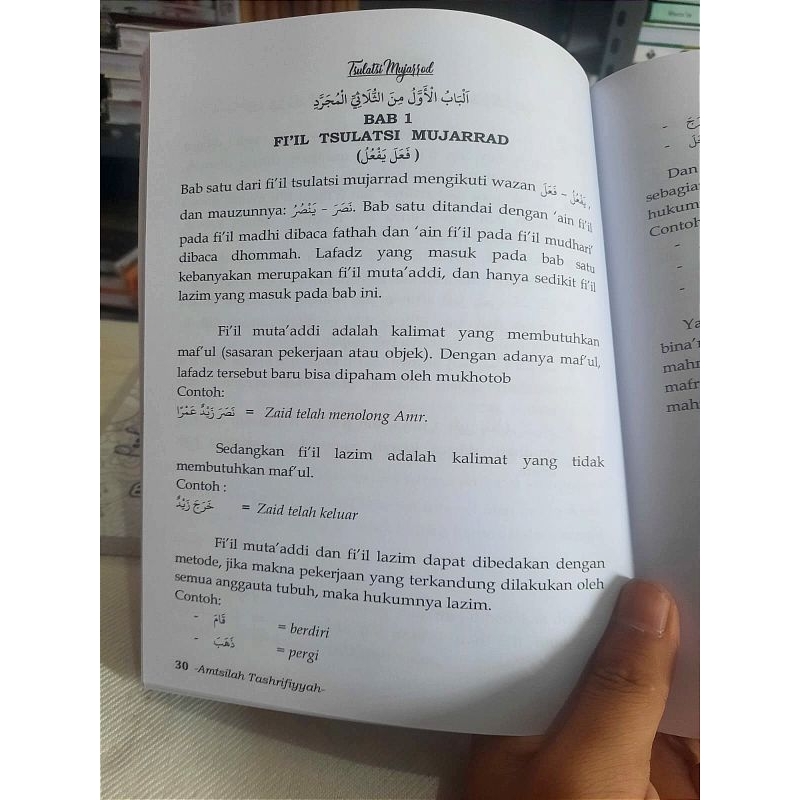 Tsulatsi Mujarrod
اَلْبَابُ الْأَوَّلُ مِنَ الثُّلَاثِيِّ الْمُجَرَّدِ
BAB 1
FI'IL TSULATSI MUJARRAD
(فَعَلَ يَفْعُلُ)
Bab satu dari fi'il tsulatsi mujarrad mengikuti wazan فَعَلَ – يَفْعُلُ,
dan mauzunnya: نَصَرَ – يَنْصُرُ. Bab satu ditandai dengan 'ain fi'il
pada fi'il madhi dibaca fathah dan 'ain fi'il pada fi'il mudhari'
dibaca dhommah. Lafadz yang masuk pada bab satu
kebanyakan merupakan fi'il muta'addi, dan hanya sedikit fi'il
lazim yang masuk pada bab ini.
Fi'il muta'addi adalah kalimat yang membutuhkan
maf'ul (sasaran pekerjaan atau objek). Dengan adanya maf'ul,
lafadz tersebut baru bisa dipaham oleh mukhotob
Contoh:
نَصَرَ زَيْدٌ عَمْرًا = Zaid telah menolong Amr.
Sedangkan fi'il lazim adalah kalimat yang tidak
membutuhkan maf'ul.
Contoh :
خَرَجَ زَيْدٌ = Zaid telah keluar
Fi'il muta'addi dan fi'il lazim dapat dibedakan dengan
metode, jika makna pekerjaan yang terkandung dilakukan oleh
semua anggauta tubuh, maka hukumnya lazim.
Contoh:
- قَامَ = berdiri
- ذَهَبَ = pergi
30 -Amtsilah Tashrifiyyah-
Dan
sebagia
hukum
Contoh
-
-
-
Ya
bina'
mahm
mafr
mah